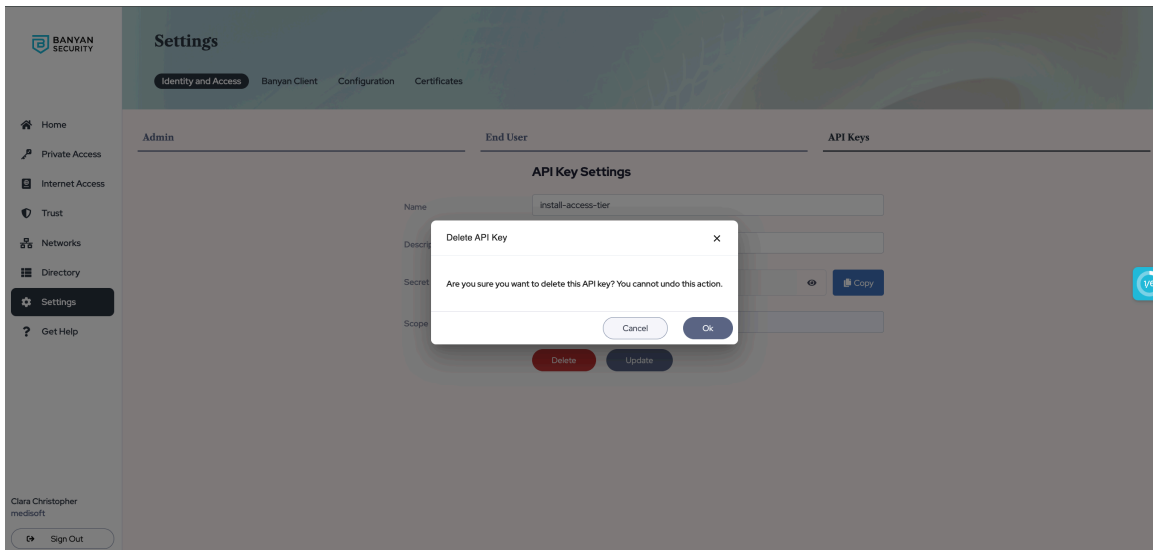 BANYAN
SECURITY
Settings
Identity and Access
Banyan Client
Configuration
Certificates
Home
Private Access
Internet Access
Trust
Networks
Directory
Settings
Get Help
Admin
End User
API Keys
API Key Settings
Name
install-access-tier
Secret
Copy
Scope
Delete API Key
Are you sure you want to delete this API key? You cannot undo this action.
Cancel
Ok
Delete
Update
Clara Christopher
medisoft
Sign Out